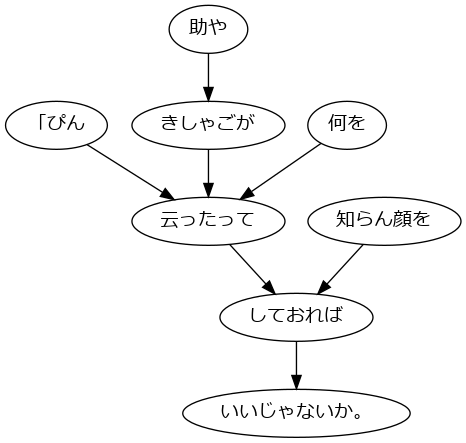 助や
「ぴん
きしゃごが
何を
云ったって
知らん顔を
しておれば
いいじゃないか。